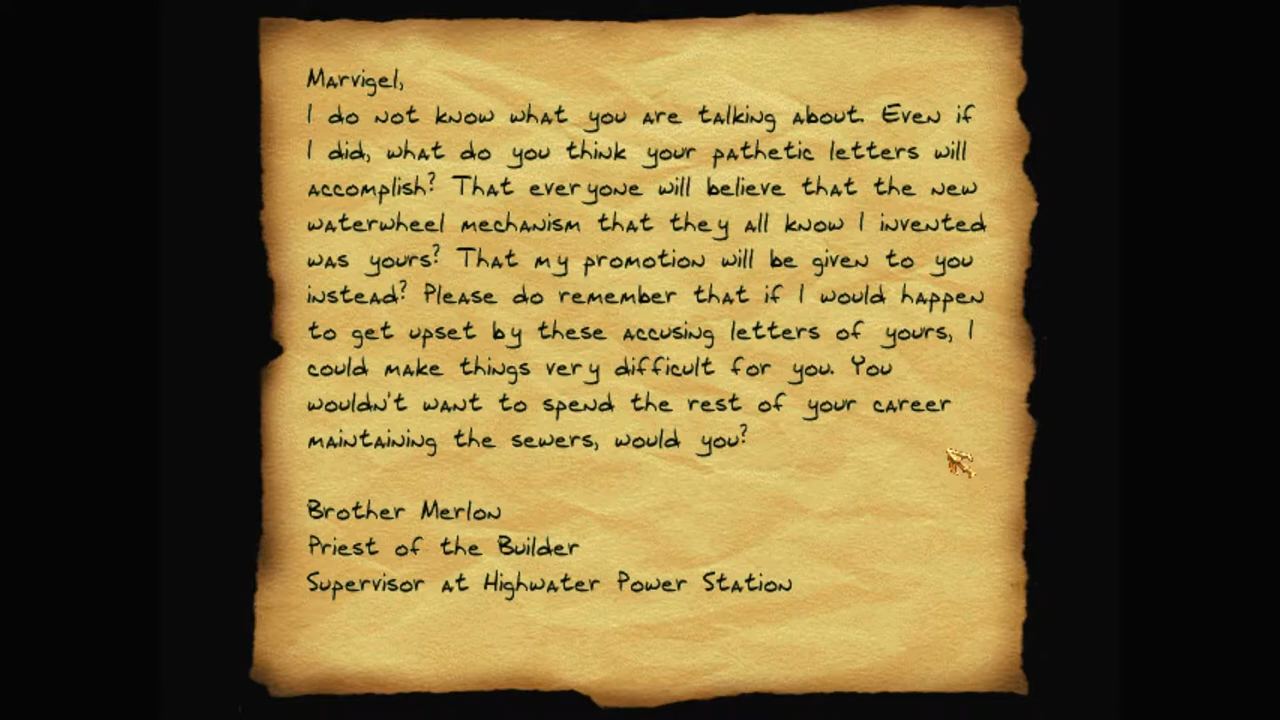 Marvigel,
I do not know what you are talking about. Even if
I did, what do you think your pathetic letters will
accomplish? That everyone will believe that the new
waterwheel mechanism that they all know I invented
was yours? That my promotion will be given to you
instead? Please do remember that if I would happen
to get upset by these accusing letters of yours, I
could make things very difficult for you. You
wouldn't want to spend the rest of your career
maintaining the sewers, would you?
Brother Merlon
Priest of the Builder
Supervisor at Highwater Power Station